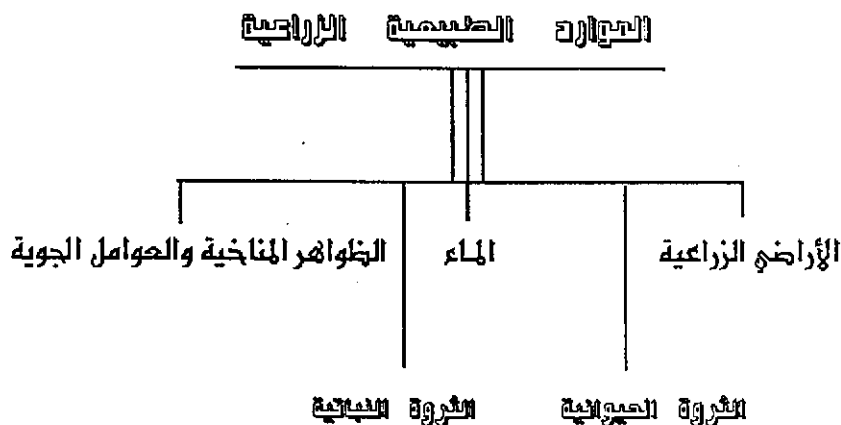 الموارد الطبيعية الزراعية
الأراضي الزراعية الماء الظواهر المناخية والعوامل الجوية
الثروة الحيوانية الثروة النباتية